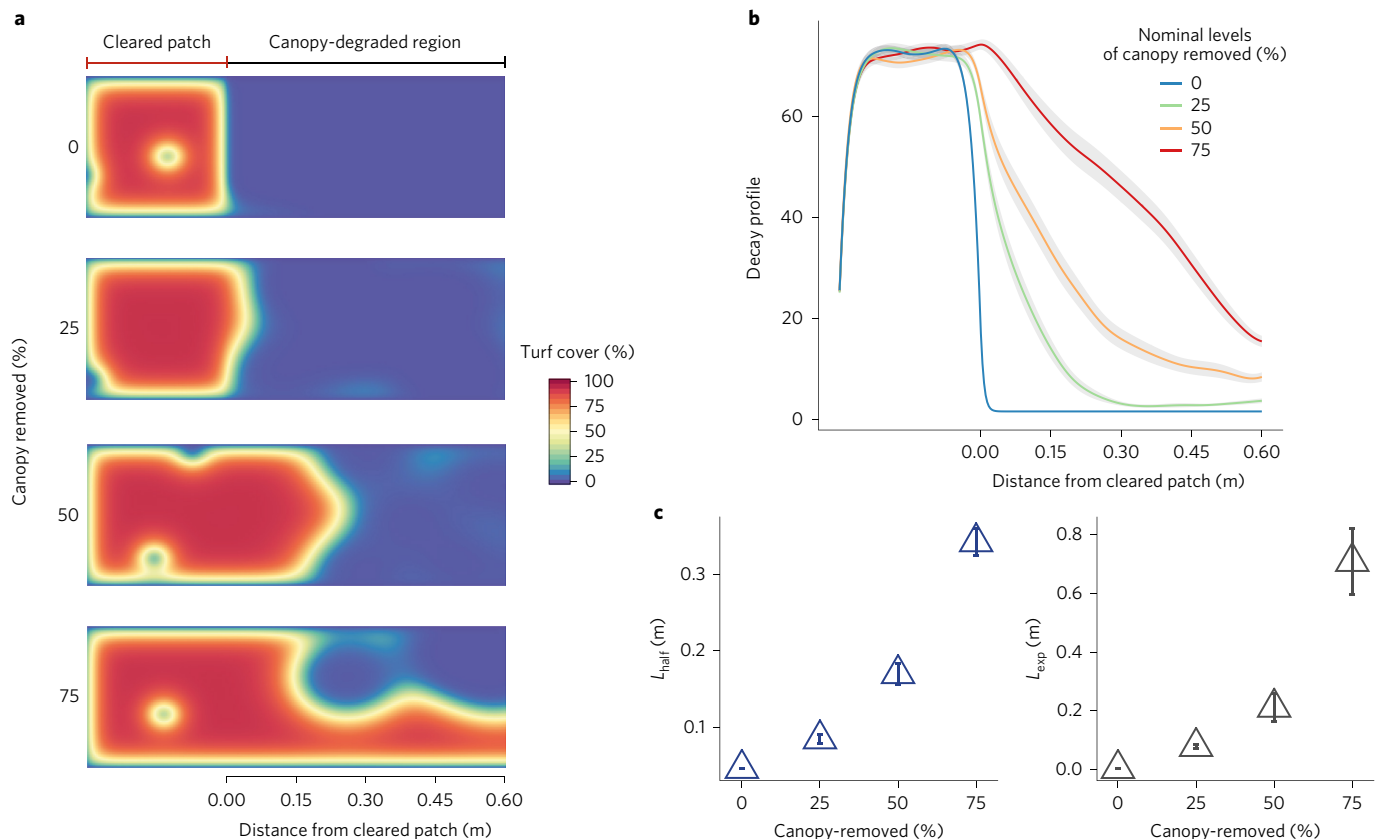 a
Cleared patch
Canopy-degraded region
Canopy removed (%)
0
25
50
75
0.00 0.15 0.30 0.45 0.60
Distance from cleared patch (m)
Turf cover (%)
100
75
50
25
0
b
Nominal levels
of canopy removed (%)
0
25
50
75
Decay profile
60
40
20
0
0.00 0.15 0.30 0.45 0.60
Distance from cleared patch (m)
c
Lhalf (m)
0.3
0.2
0.1
0 25 50 75
Canopy-removed (%)
Lexp (m)
0.8
0.6
0.4
0.2
0.0
0 25 50 75
Canopy-removed (%)